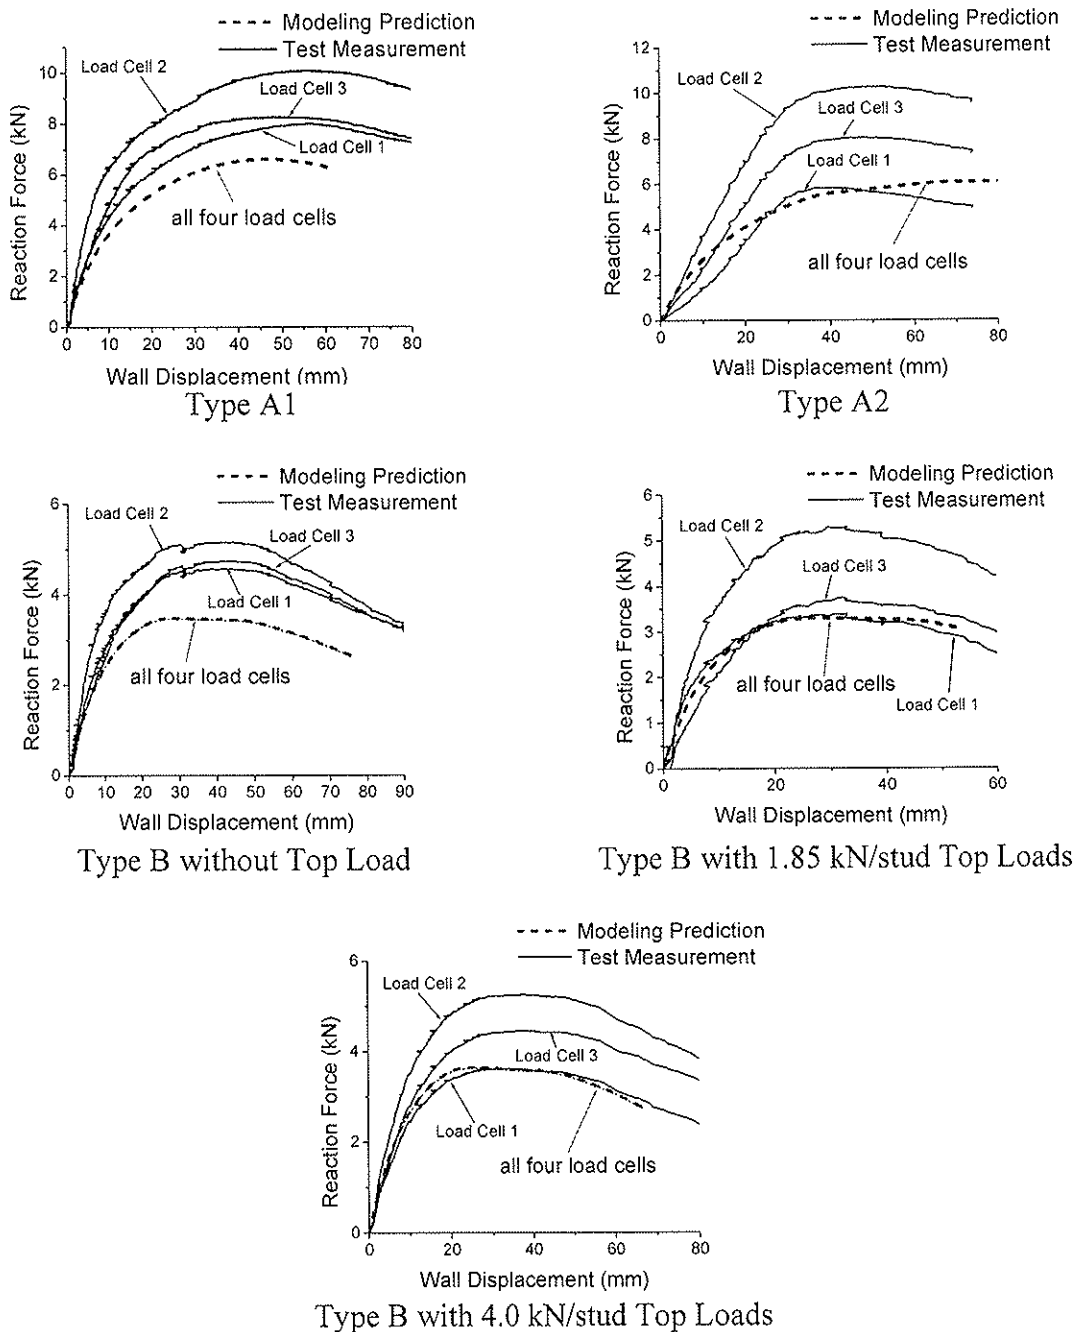 Modeling Prediction
Test Measurement
Reaction Force (kN)
10
8
6
4
2
0
Load Cell 2
Load Cell 3
Load Cell 1
all four load cells
0 10 20 30 40 50 60 70 80
Wall Displacement (mm)
Type A1
Modeling Prediction
Test Measurement
Reaction Force (kN)
12
10
8
6
4
2
0
Load Cell 2
Load Cell 3
Load Cell 1
all four load cells
0 20 40 60 80
Wall Displacement (mm)
Type A2
Modeling Prediction
Test Measurement
Reaction Force (kN)
6
4
2
0
Load Cell 2
Load Cell 3
Load Cell 1
all four load cells
0 10 20 30 40 50 60 70 80 90
Wall Displacement (mm)
Type B without Top Load
Modeling Prediction
Test Measurement
Reaction Force (kN)
6
5
4
3
2
1
0
Load Cell 2
Load Cell 3
all four load cells
Load Cell 1
0 20 40 60
Wall Displacement (mm)
Type B with 1.85 kN/stud Top Loads
Modeling Prediction
Test Measurement
Reaction Force (kN)
6
4
2
0
Load Cell 2
Load Cell 3
Load Cell 1
all four load cells
0 20 40 60 80
Wall Displacement (mm)
Type B with 4.0 kN/stud Top Loads